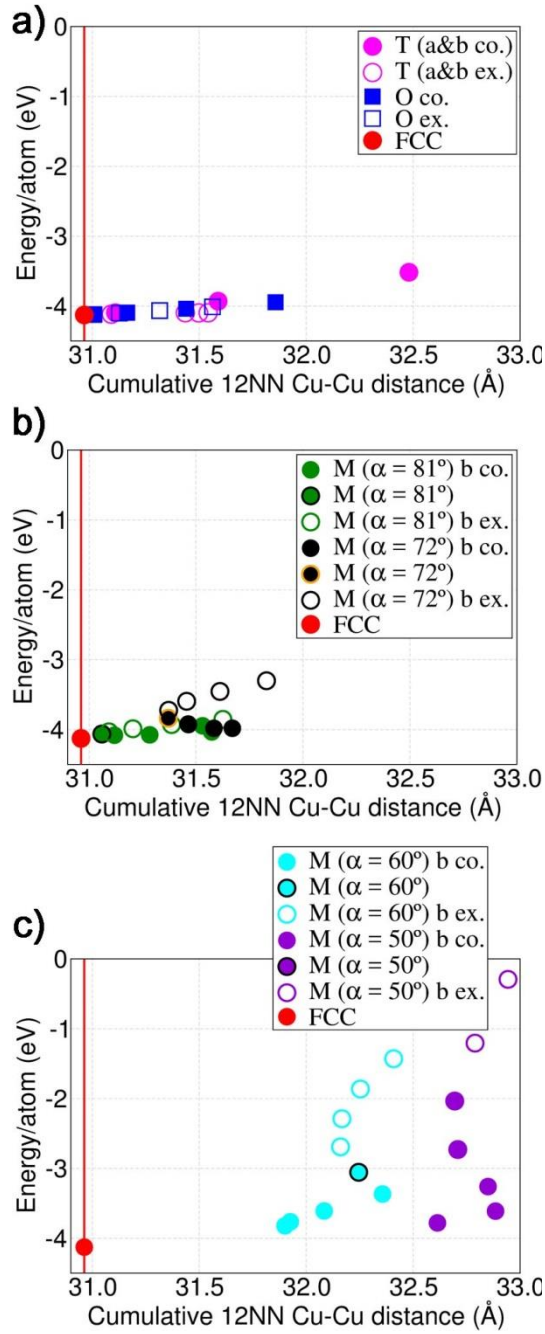 a)
0
-1
-2
-3
-4
Energy/atom (eV)
T (a&b co.)
T (a&b ex.)
O co.
O ex.
FCC
31.0 31.5 32.0 32.5 33.0
Cumulative 12NN Cu-Cu distance (Å)
b)
0
-1
-2
-3
-4
Energy/atom (eV)
M (α = 81º) b co.
M (α = 81º)
M (α = 81º) b ex.
M (α = 72º) b co.
M (α = 72º)
M (α = 72º) b ex.
FCC
31.0 31.5 32.0 32.5 33.0
Cumulative 12NN Cu-Cu distance (Å)
c)
M (α = 60º) b co.
M (α = 60º)
M (α = 60º) b ex.
M (α = 50º) b co.
M (α = 50º)
M (α = 50º) b ex.
FCC
0
-1
-2
-3
-4
Energy/atom (eV)
31.0 31.5 32.0 32.5 33.0
Cumulative 12NN Cu-Cu distance (Å)